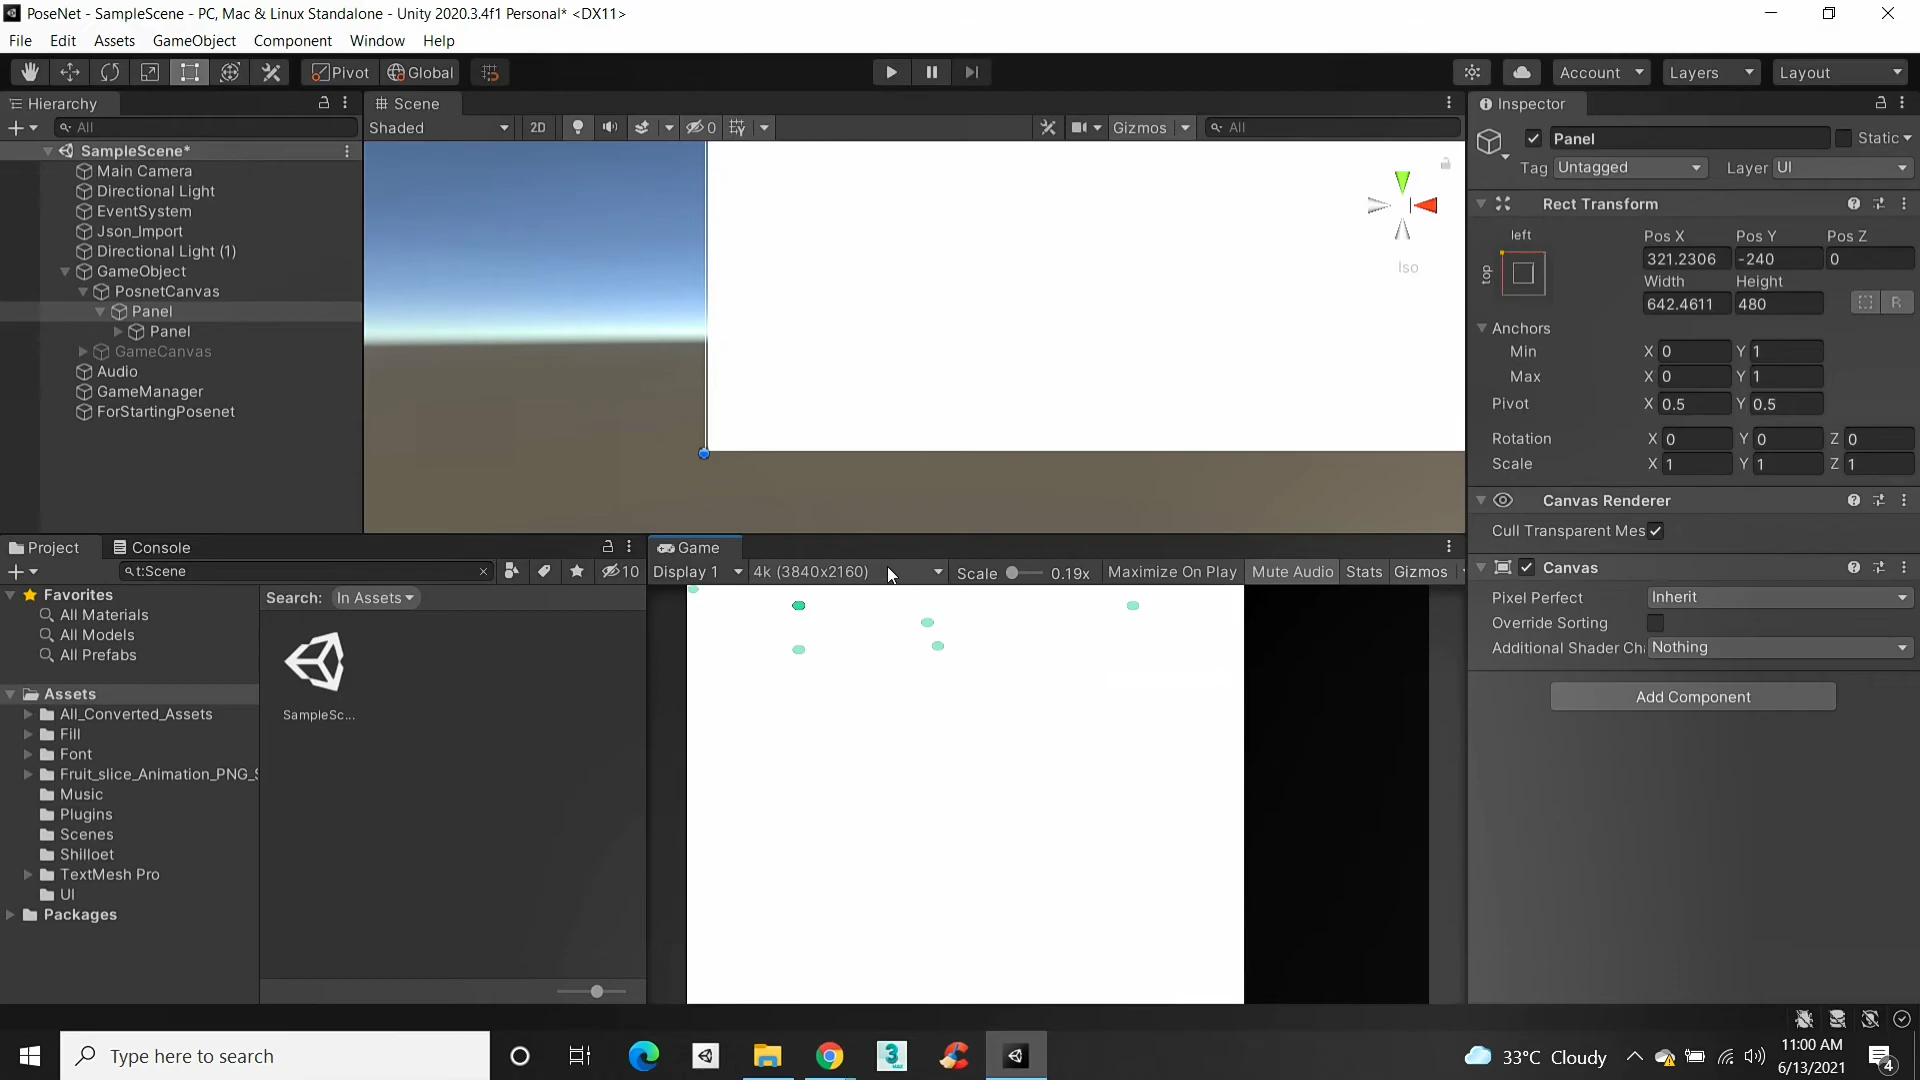 PoseNet - SampleScene - PC, Mac & Linux Standalone - Unity 2020.3.4f1 Personal* <DX11>
File Edit Assets GameObject Component Window Help
Pivot Global Account Layers Layout
Hierarchy
All
SampleScene*
Main Camera
Directional Light
EventSystem
Json_Import
Directional Light (1)
GameObject
PosnetCanvas
Panel
Panel
GameCanvas
Audio
GameManager
ForStartingPosenet
Scene
Shaded 2D 0 Gizmos All
Iso
Inspector
Panel Static
Tag Untagged Layer UI
Rect Transform
left
top
Pos X Pos Y Pos Z
321.2306 -240 0
Width Height
642.4611 480 R
Anchors
Min X 0 Y 1
Max X 0 Y 1
Pivot X 0.5 Y 0.5
Rotation X 0 Y 0 Z 0
Scale X 1 Y 1 Z 1
Canvas Renderer
Cull Transparent Mes
Canvas
Pixel Perfect Inherit
Override Sorting
Additional Shader Ch Nothing
Add Component
Project Console
t:Scene 10
Favorites
All Materials
All Models
All Prefabs
Assets
All_Converted_Assets
Fill
Font
Fruit_slice_Animation_PNG_S
Music
Plugins
Scenes
Shilloet
TextMesh Pro
UI
Packages
Search: In Assets
SampleSc...
Game
Display 1 4k (3840x2160) Scale 0.19x Maximize On Play Mute Audio Stats Gizmos
Type here to search
3
33°C Cloudy
11:00 AM
6/13/2021
4